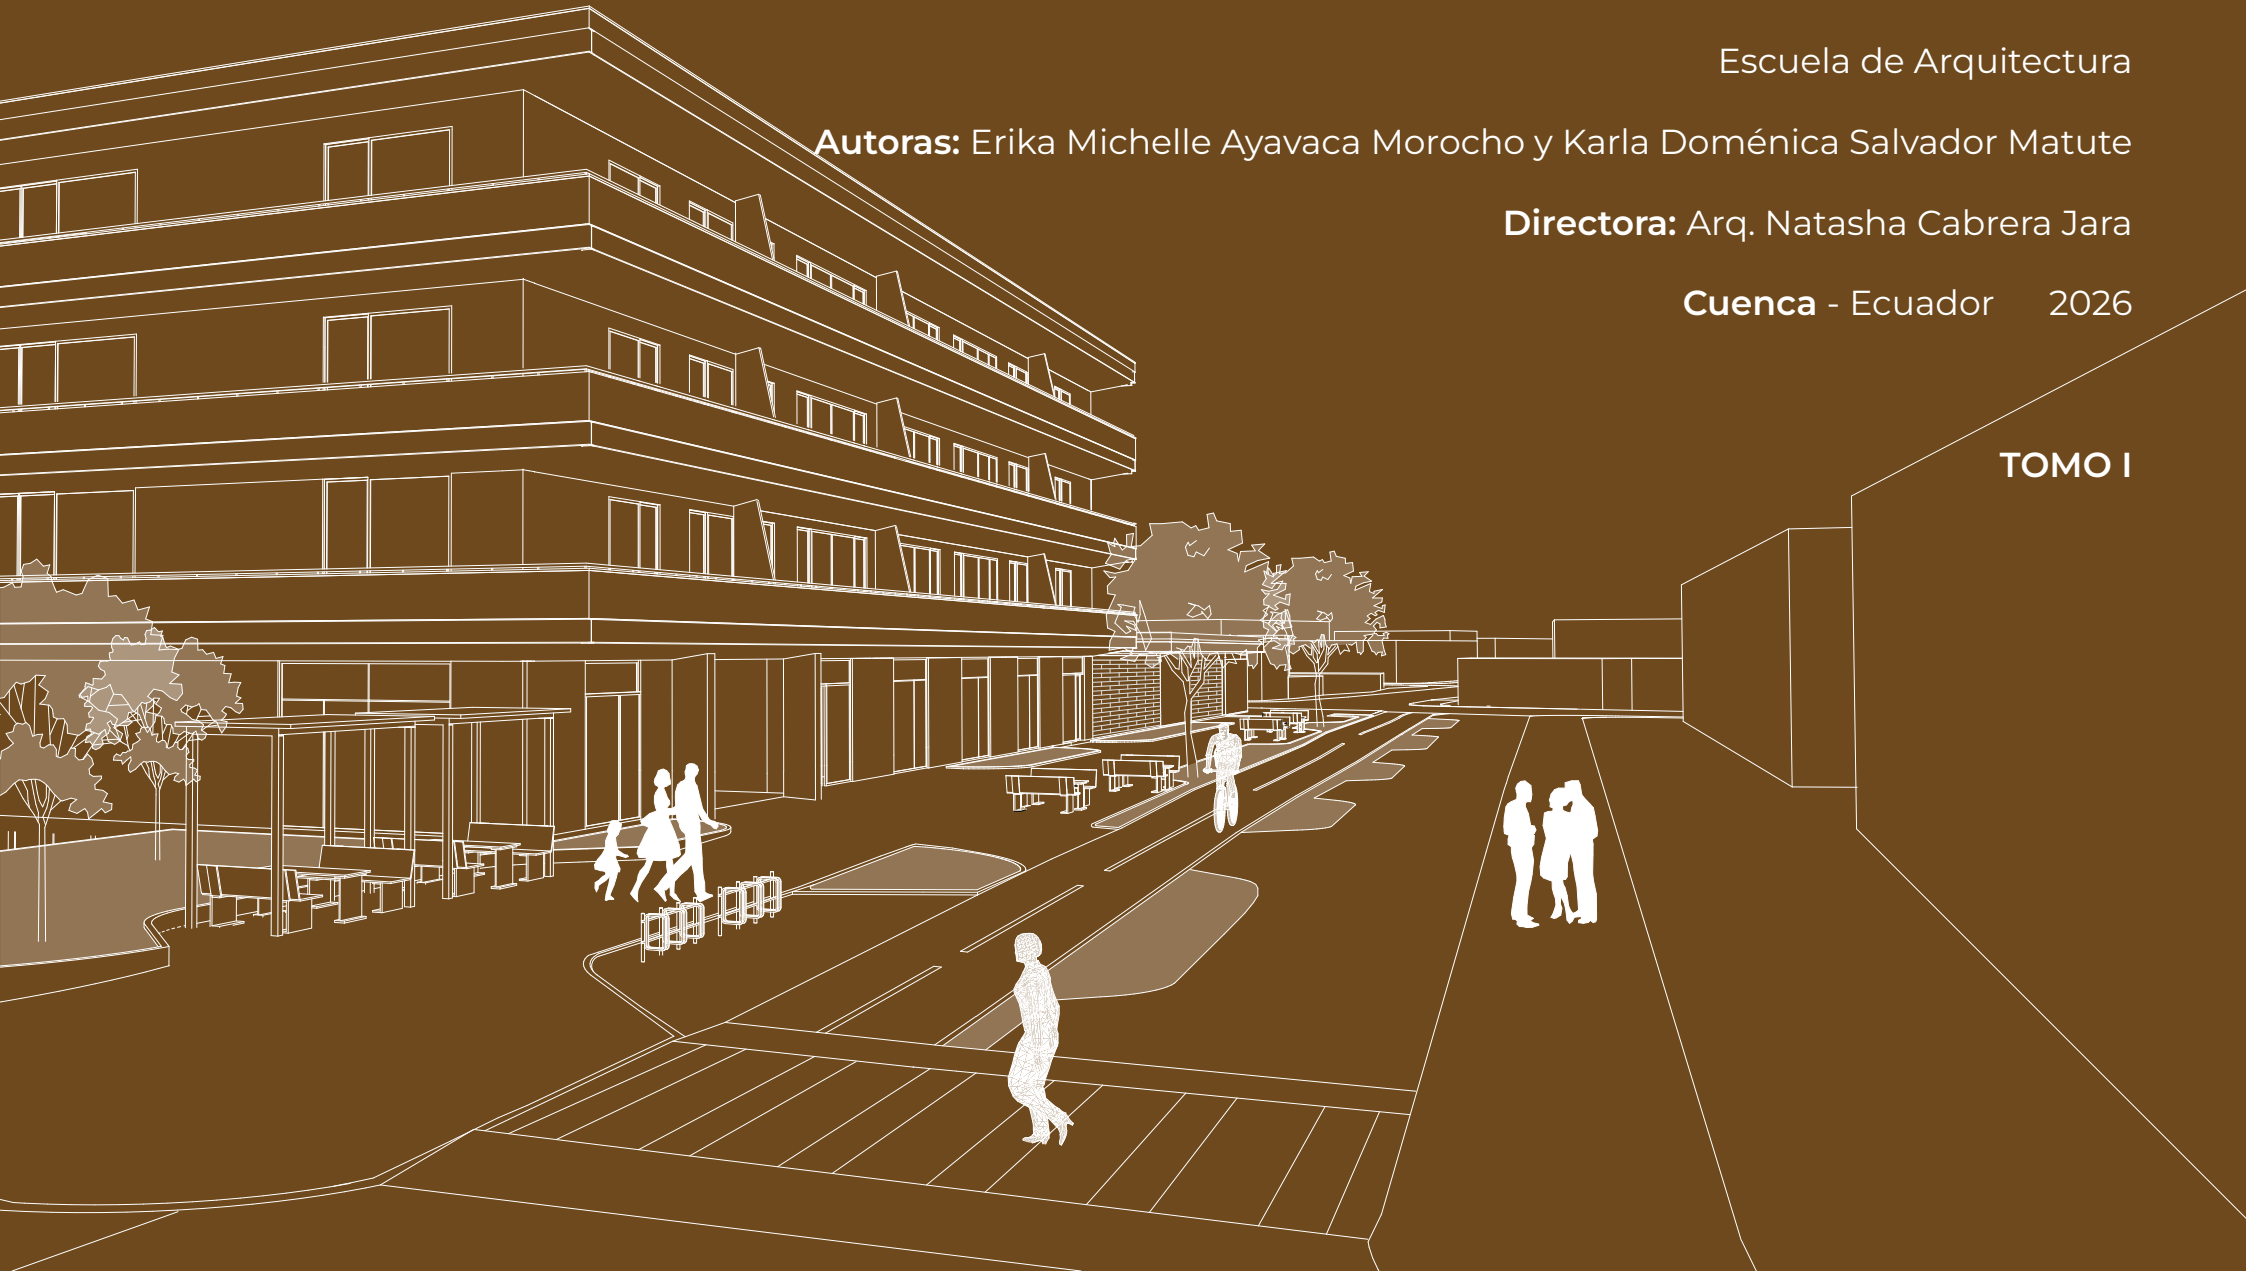 Escuela de Arquitectura
Autoras: Erika Michelle Ayavaca Morocho y Karla Doménica Salvador Matute
Directora: Arq. Natasha Cabrera Jara
Cuenca - Ecuador 2026
TOMO I